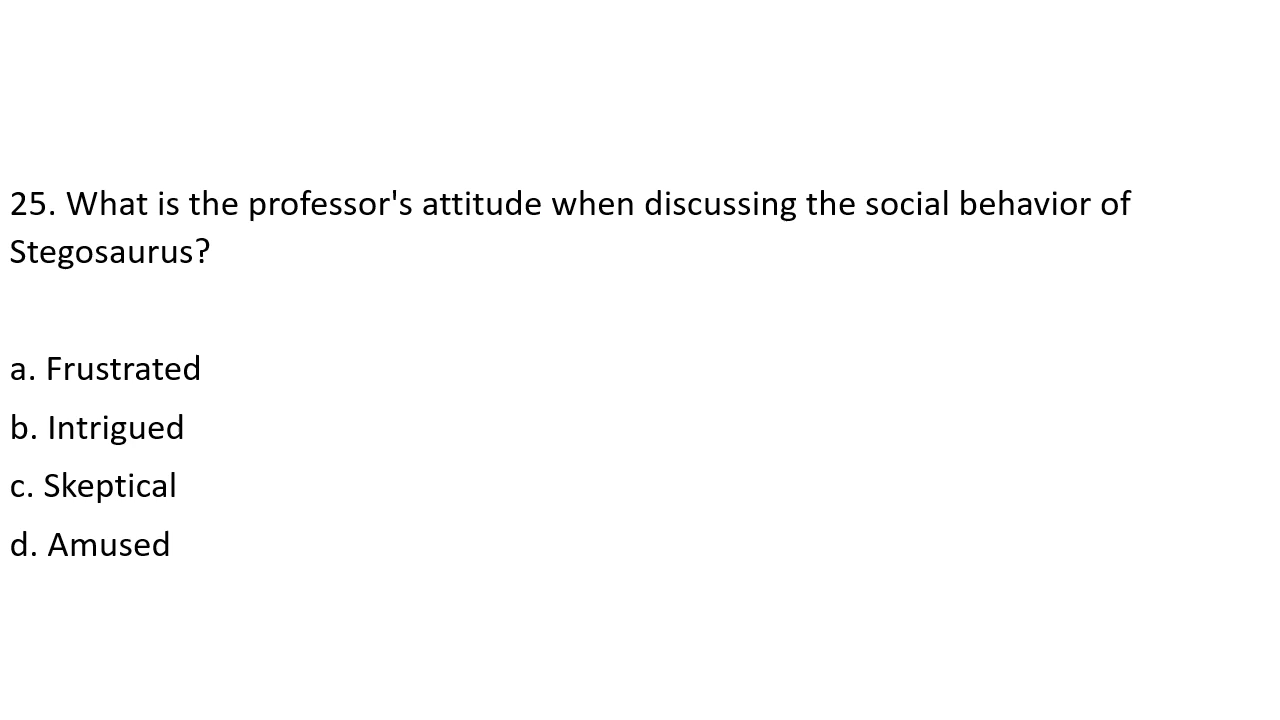 25. What is the professor's attitude when discussing the social behavior of
Stegosaurus?
a. Frustrated
b. Intrigued
c. Skeptical
d. Amused